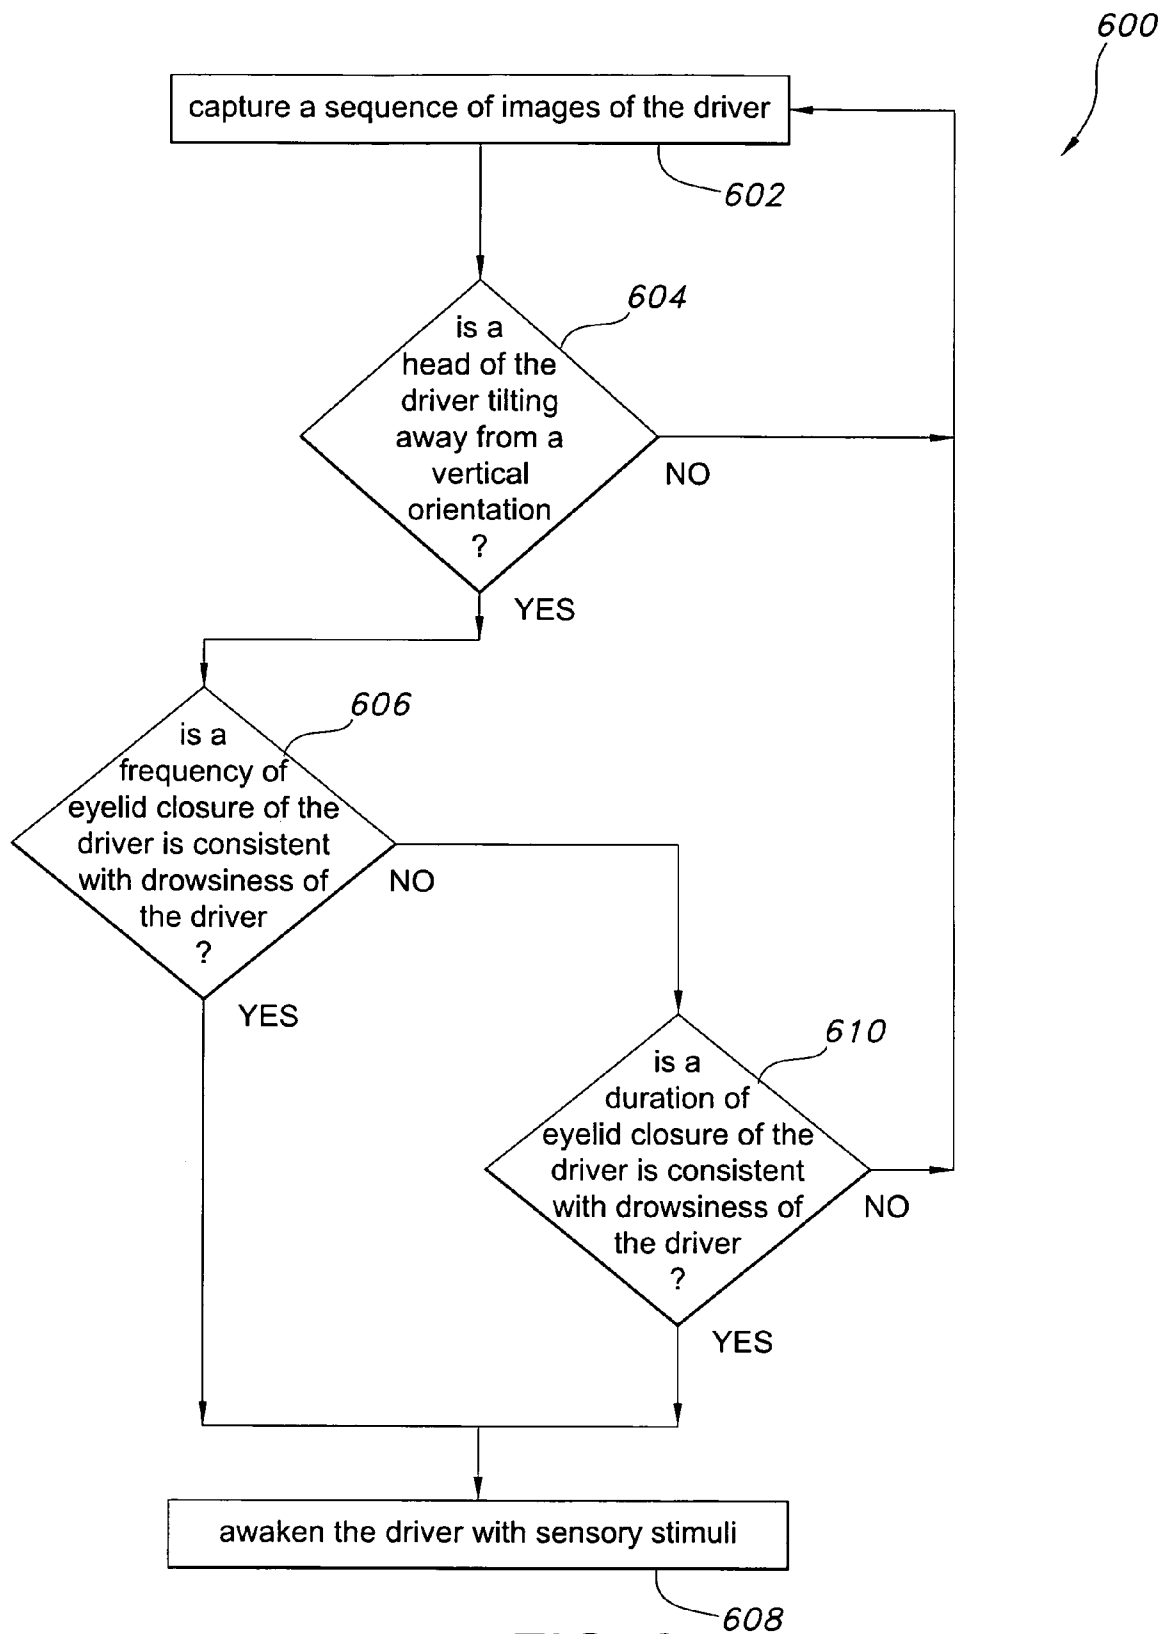 600
capture a sequence of images of the driver
602
604
is a
head of the
driver tilting
away from a
vertical
orientation
?
NO
YES
606
is a
frequency of
eyelid closure of the
driver is consistent
with drowsiness of
the driver
?
NO
YES
610
is a
duration of
eyelid closure of the
driver is consistent
with drowsiness of
the driver
?
NO
YES
awaken the driver with sensory stimuli
608